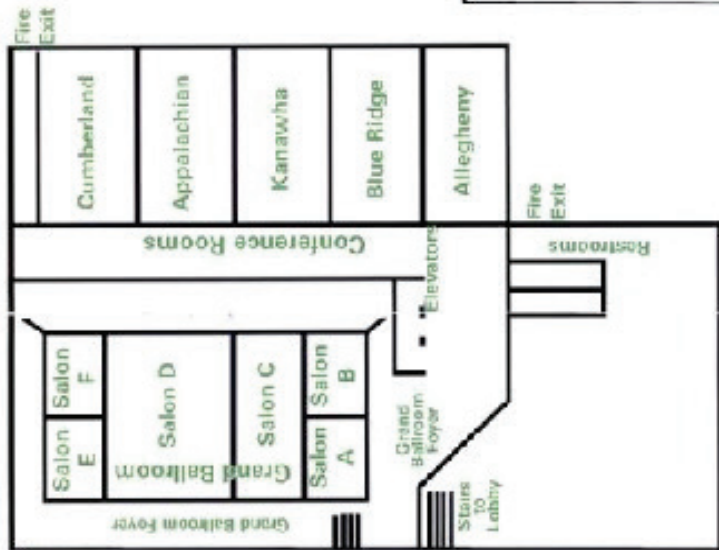 Fire
Exit
Cumberland
Appalachian
Kanawha
Blue Ridge
Allegheny
Fire
Exit
Conference Rooms
Elevators
Restrooms
Salon
F
Salon D
Salon C
Salon
B
Salon
E
Grand Ballroom
Salon
A
Grand
Ballroom
Foyer
Grand Ballroom Foyer
Stairs
to
Lobby